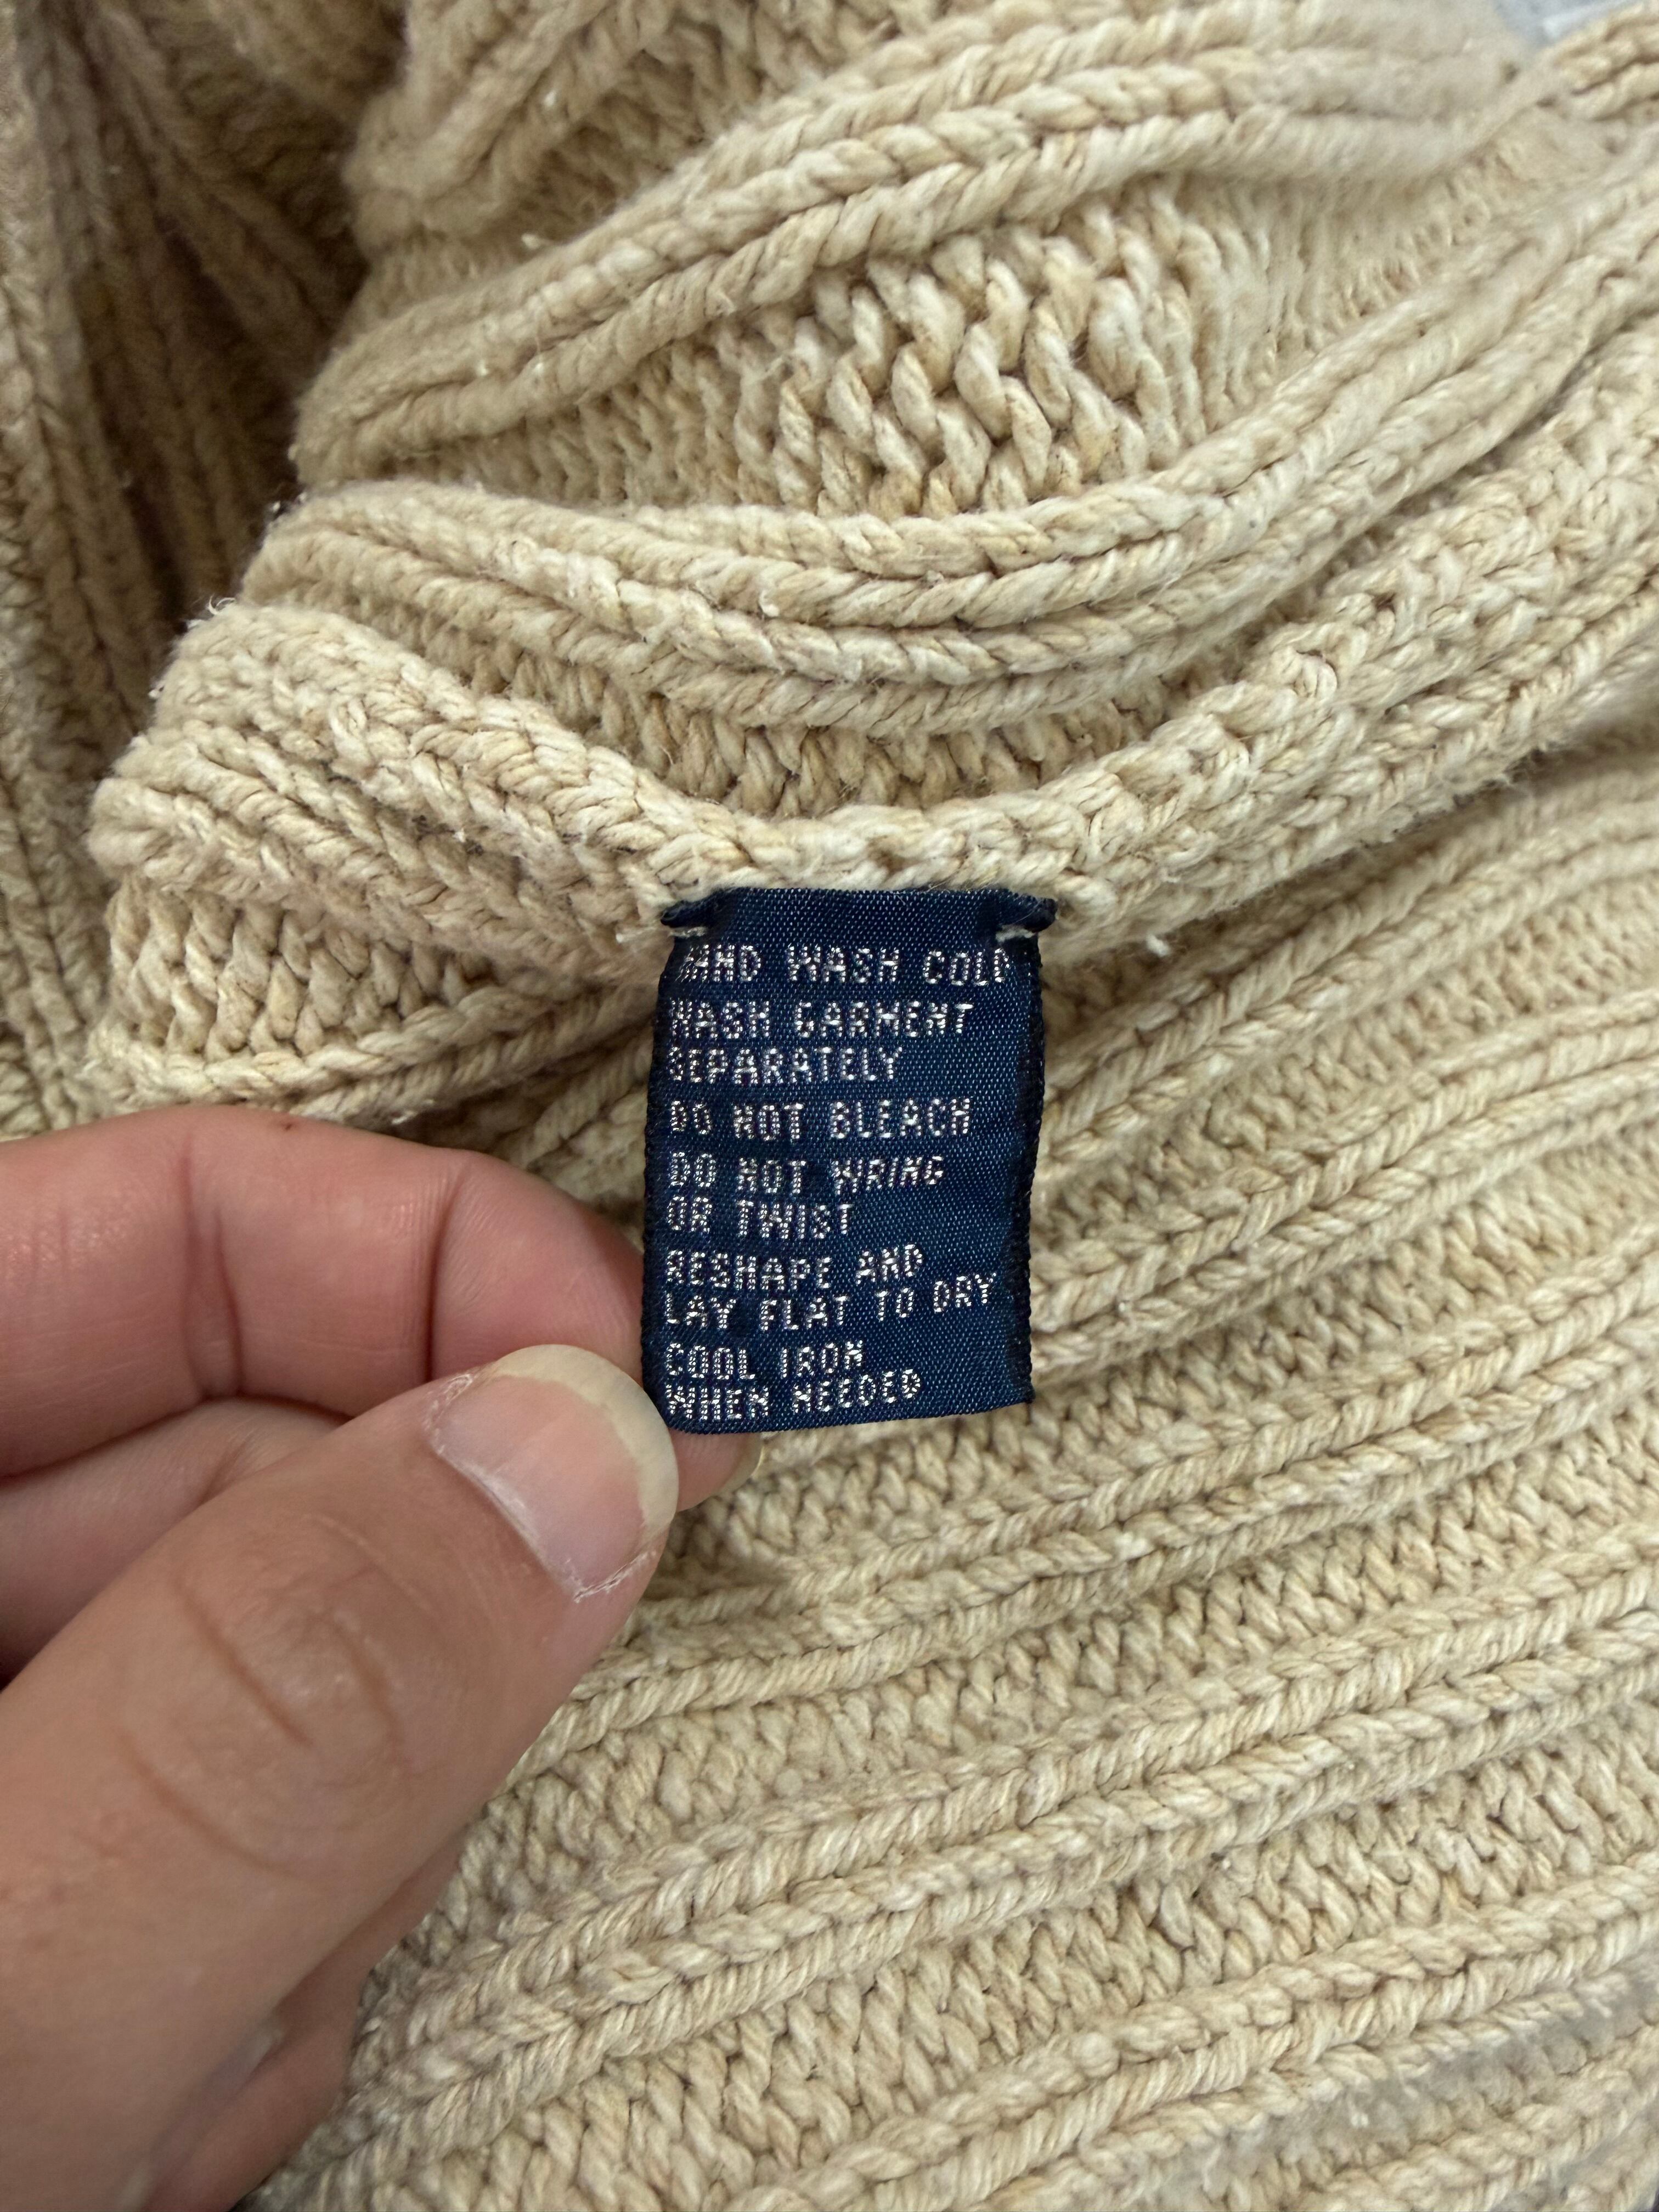 HAND WASH COLD
WASH GARMENT
SEPARATELY
DO NOT BLEACH
DO NOT WRING
OR TWIST
RESHAPE AND
LAY FLAT TO DRY
COOL IRON
WHEN NEEDED